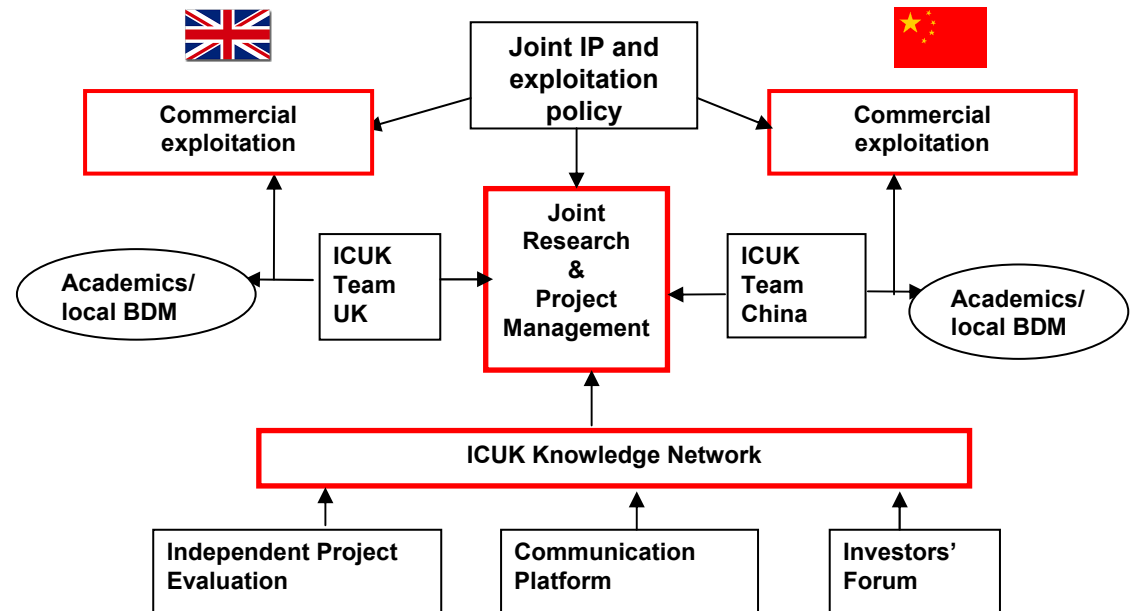 Joint IP and
exploitation
policy
Commercial
exploitation
Commercial
exploitation
Joint
Research
&
Project
Management
ICUK
Team
UK
ICUK
Team
China
Academics/
local BDM
Academics/
local BDM
ICUK Knowledge Network
Independent Project
Evaluation
Communication
Platform
Investors’
Forum